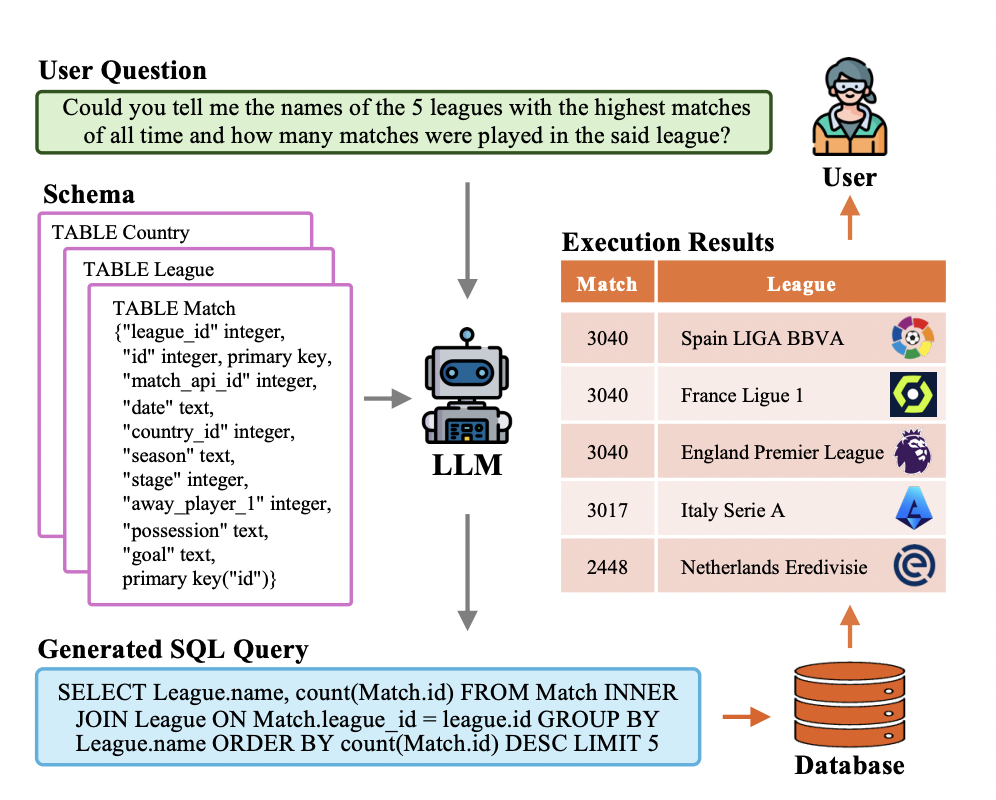 User Question
Could you tell me the names of the 5 leagues with the highest matches
of all time and how many matches were played in the said league?
User
Schema
TABLE Country
TABLE League
TABLE Match
{"league_id" integer,
"id" integer, primary key,
"match_api_id" integer,
"date" text,
"country_id" integer,
"season" text,
"stage" integer,
"away_player_1" integer,
"possession" text,
"goal" text,
primary key("id")}
LLM
Execution Results
Match League
3040 Spain LIGA BBVA
3040 France Ligue 1
3040 England Premier League
3017 Italy Serie A
2448 Netherlands Eredivisie
Generated SQL Query
SELECT League.name, count(Match.id) FROM Match INNER
JOIN League ON Match.league_id = league.id GROUP BY
League.name ORDER BY count(Match.id) DESC LIMIT 5
Database